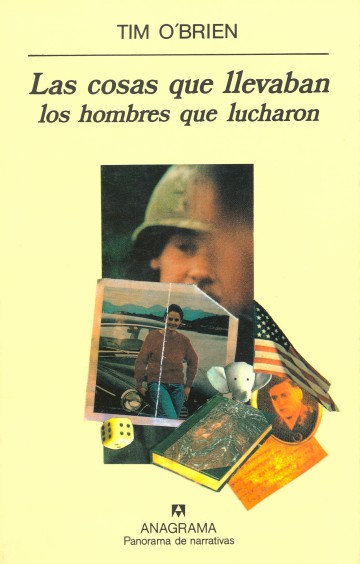 TIM O´BRIEN
Las cosas que llevaban
los hombres que lucharon
ANAGRAMA
Panorama de narrativas